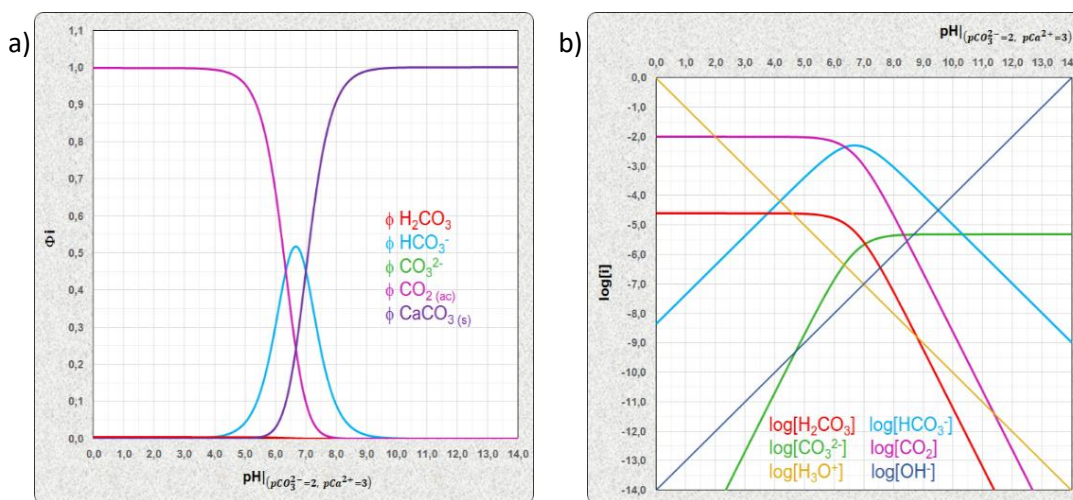 a)
1,1
1,0
0,9
0,8
0,7
0,6
0,5
0,4
0,3
0,2
0,1
0,0
Φi
ϕ H₂CO₃
ϕ HCO₃⁻
ϕ CO₃²⁻
ϕ CO₂ (ac)
ϕ CaCO₃ (s)
0,0 1,0 2,0 3,0 4,0 5,0 6,0 7,0 8,0 9,0 10,0 11,0 12,0 13,0 14,0
pH|(pCO₃²⁻=2, pCa²⁺=3)
b)
pH|(pCO₃²⁻=2, pCa²⁺=3)
0,0 1,0 2,0 3,0 4,0 5,0 6,0 7,0 8,0 9,0 10,0 11,0 12,0 13,0 14,0
0,0
-1,0
-2,0
-3,0
-4,0
-5,0
-6,0
-7,0
-8,0
-9,0
-10,0
-11,0
-12,0
-13,0
-14,0
log[i]
log[H₂CO₃] log[HCO₃⁻]
log[CO₃²⁻] log[CO₂]
log[H₃O⁺] log[OH⁻]